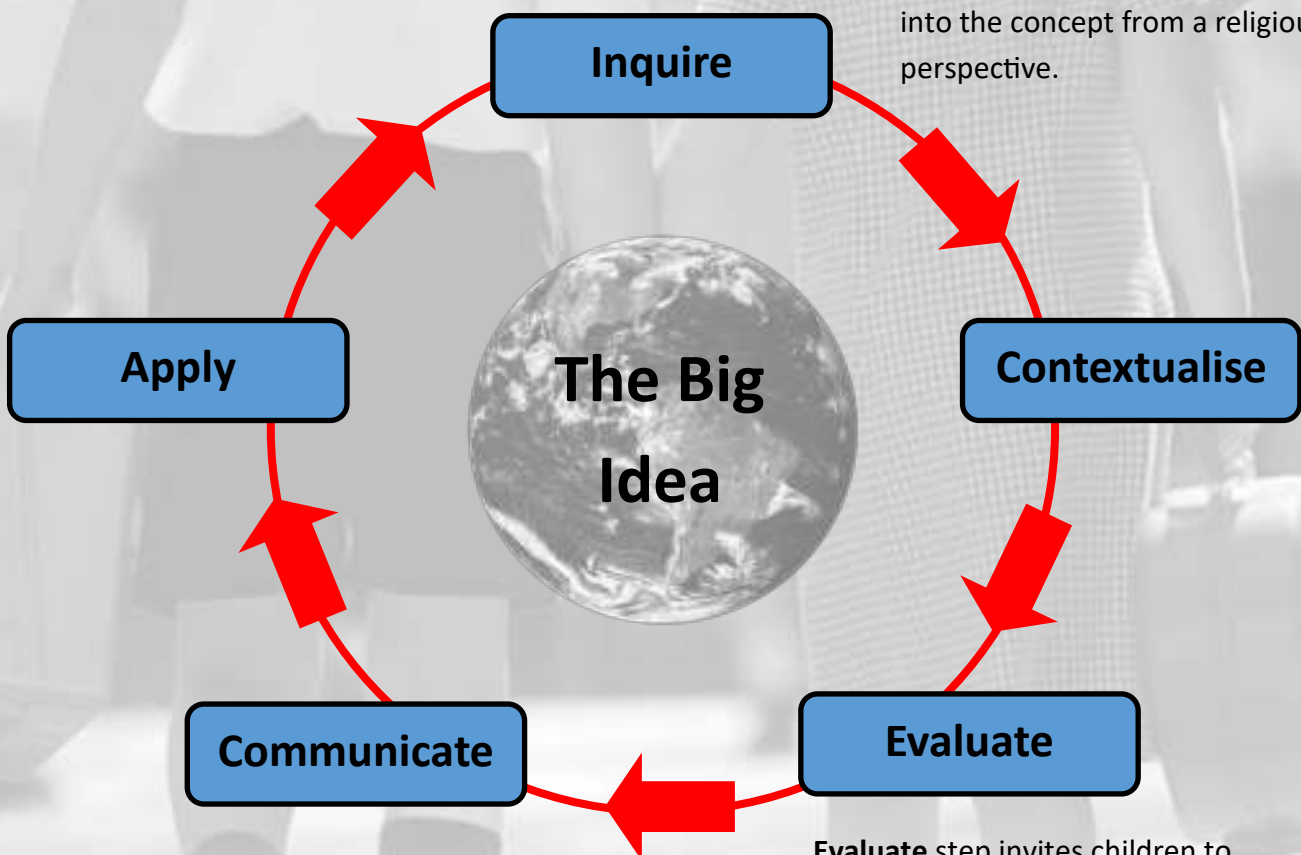 into the concept from a religiou
perspective.
Inquire
Contextualise
Apply
The Big
Idea
Communicate
Evaluate
Evaluate step invites children to